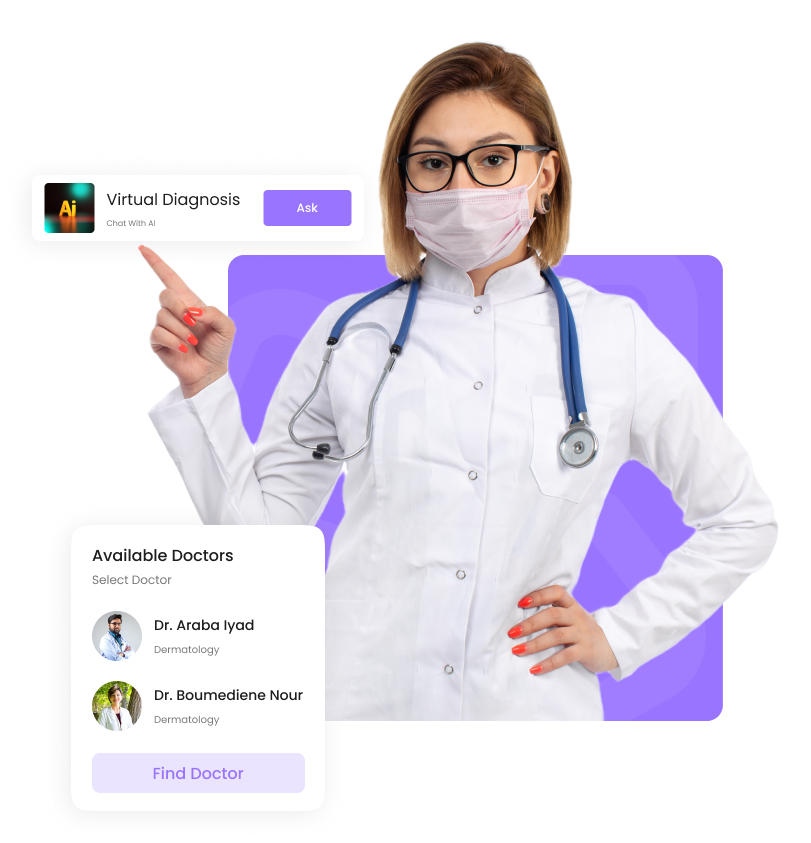 Ai
Virtual Diagnosis
Chat With AI
Ask
Available Doctors
Select Doctor
Dr. Araba Iyad
Dermatology
Dr. Boumediene Nour
Dermatology
Find Doctor